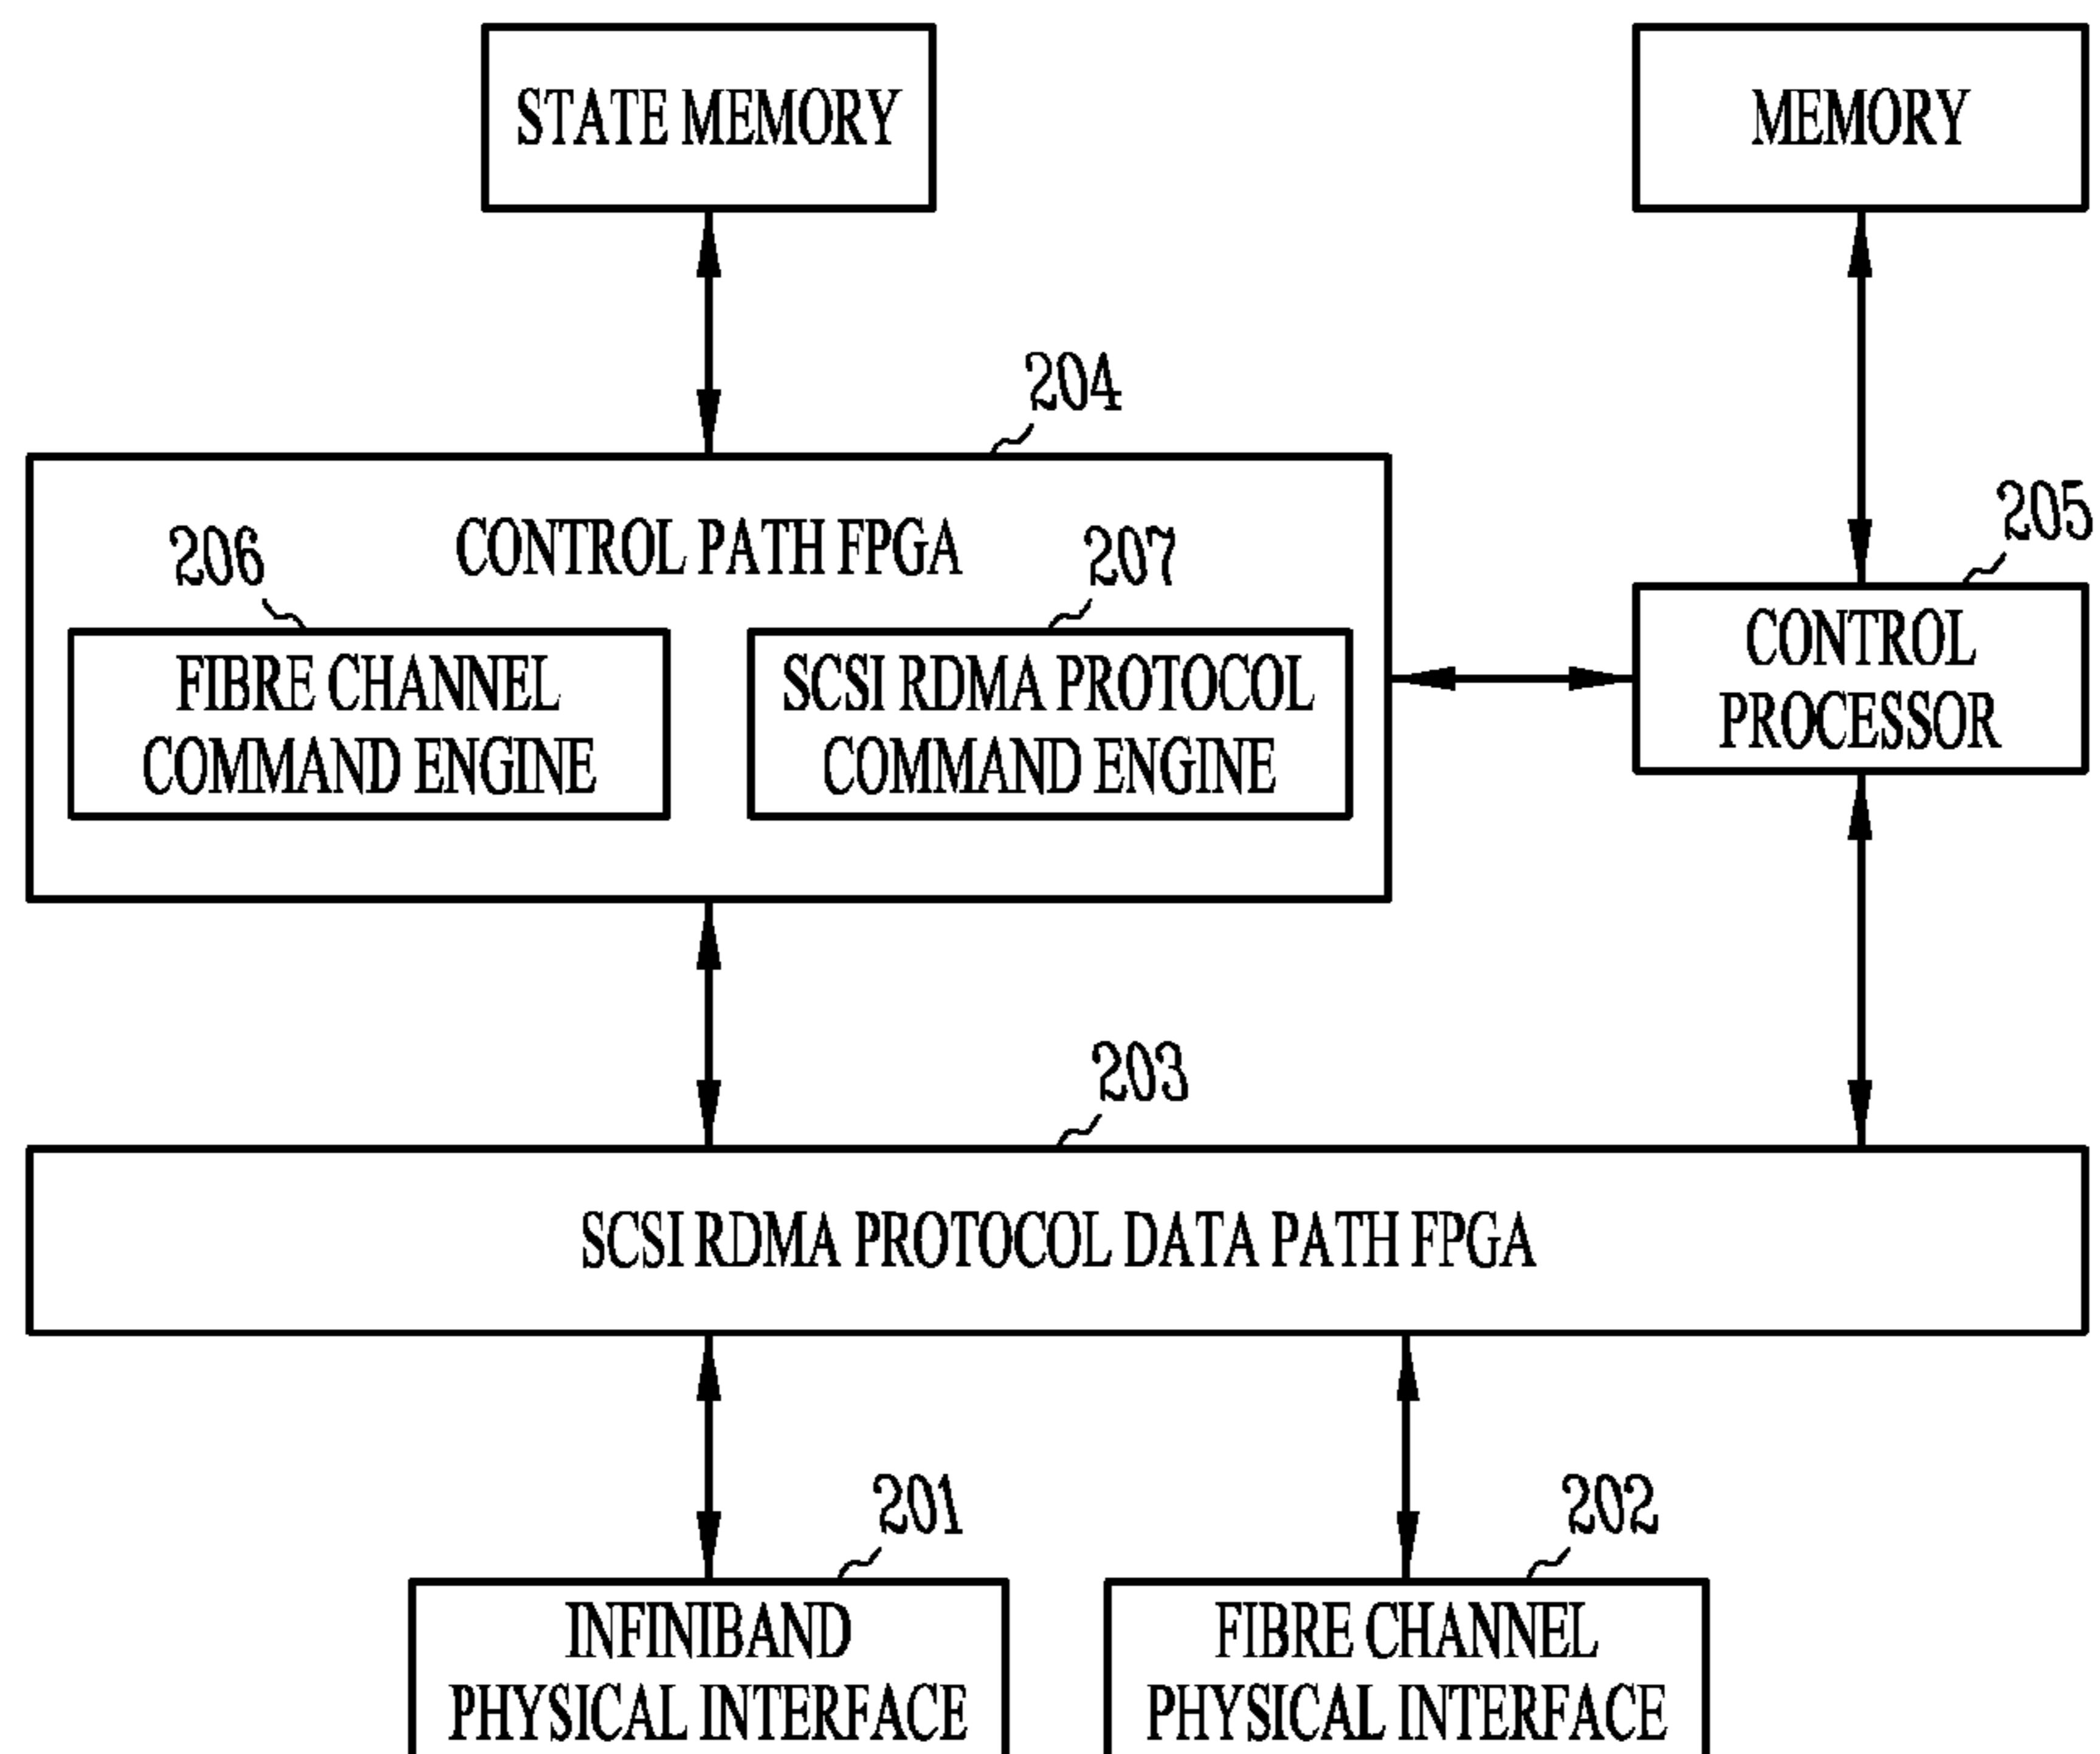 STATE MEMORY
MEMORY
204
205
CONTROL PATH FPGA
206
207
FIBRE CHANNEL
COMMAND ENGINE
SCSI RDMA PROTOCOL
COMMAND ENGINE
CONTROL
PROCESSOR
203
SCSI RDMA PROTOCOL DATA PATH FPGA
201
202
INFINIBAND
PHYSICAL INTERFACE
FIBRE CHANNEL
PHYSICAL INTERFACE